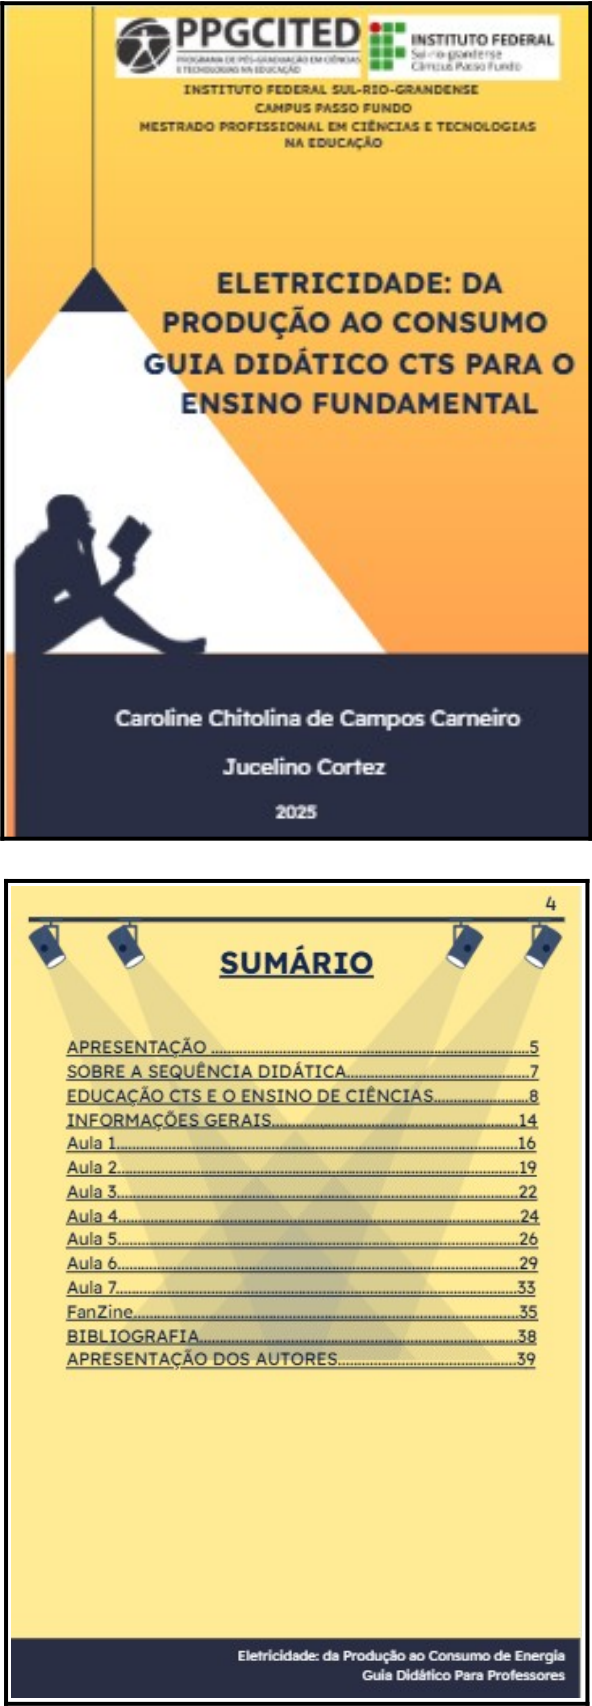 PPGCITED
PROGRAMA DE PÓS-GRADUAÇÃO EM CIÊNCIAS
E TECNOLOGIAS NA EDUCAÇÃO
INSTITUTO FEDERAL
Sul-rio-grandense
Câmpus Passo Fundo
INSTITUTO FEDERAL SUL-RIO-GRANDENSE
CAMPUS PASSO FUNDO
MESTRADO PROFISSIONAL EM CIÊNCIAS E TECNOLOGIAS
NA EDUCAÇÃO
ELETRICIDADE: DA
PRODUÇÃO AO CONSUMO
GUIA DIDÁTICO CTS PARA O
ENSINO FUNDAMENTAL
Caroline Chitolina de Campos Carneiro
Jucelino Cortez
2025
4
SUMÁRIO
APRESENTAÇÃO ..........5
SOBRE A SEQUÊNCIA DIDÁTICA..........7
EDUCAÇÃO CTS E O ENSINO DE CIÊNCIAS..........8
INFORMAÇÕES GERAIS..........14
Aula 1..........16
Aula 2..........19
Aula 3..........22
Aula 4..........24
Aula 5..........26
Aula 6..........29
Aula 7..........33
FanZine..........35
BIBLIOGRAFIA..........38
APRESENTAÇÃO DOS AUTORES..........39
Eletricidade: da Produção ao Consumo de Energia
Guia Didático Para Professores